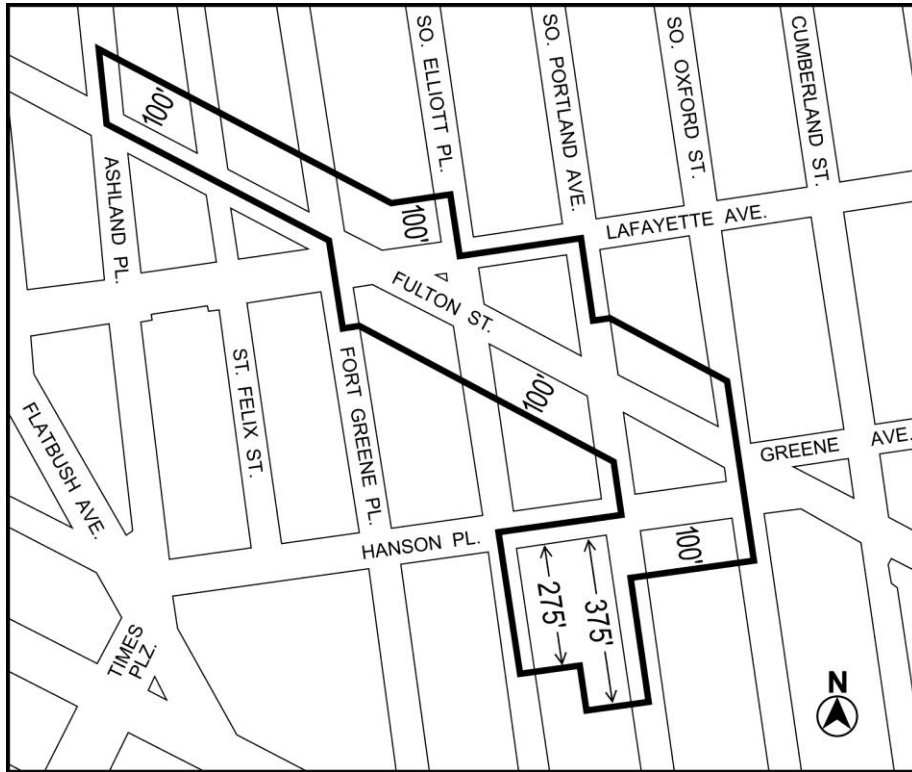 SO. ELLIOTT PL.
SO. PORTLAND AVE.
SO. OXFORD ST.
CUMBERLAND ST.
100'
ASHLAND PL.
100'
LAFAYETTE AVE.
FULTON ST.
ST. FELIX ST.
FORT GREENE PL.
100'
FLATBUSH AVE.
GREENE AVE.
HANSON PL.
100'
275'
375'
TIMES
PLZ.
N